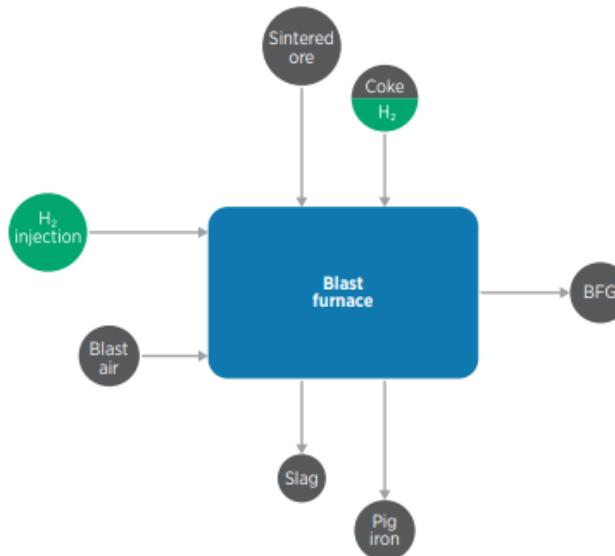 Sintered
ore
Coke
H₂
H₂
injection
Blast
furnace
BFG
Blast
air
Slag
Pig
iron